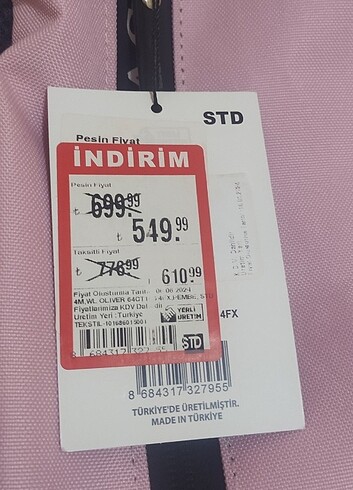 STD
Peşin Fiyat
İNDİRİM
Peşin Fiyat
₺ 699.99
₺ 549.99
Taksitli Fiyat
₺ 776.99
610.99
Fiyat Oluşturma Tarihi
4M.WL OLIVER
Fiyatlarımıza KDV
Üretim Yeri : Türkiye
YERLİ
ÜRETİM
TEKSTİL
STD
4FX
8 684317 327955
TÜRKİYE'DE ÜRETİLMİŞTİR.
MADE IN TÜRKİYE